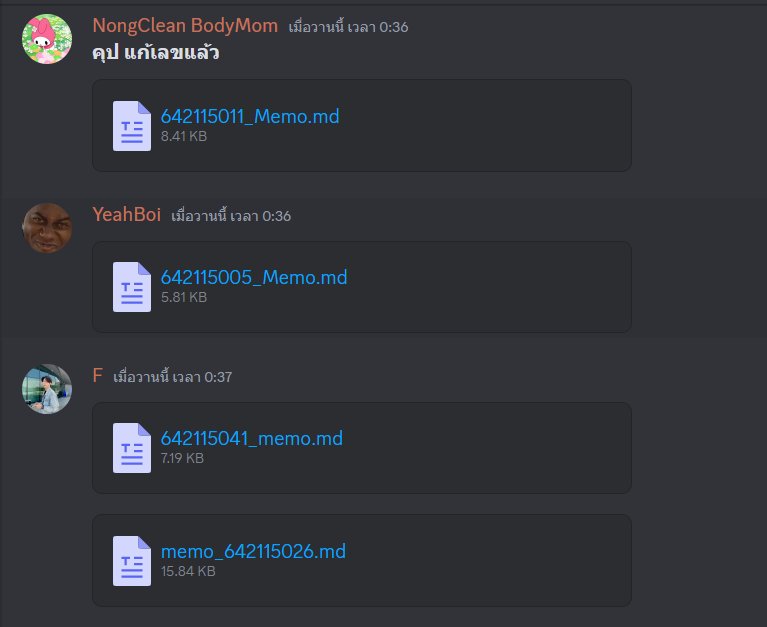 NongClean BodyMom เมื่อวานนี้ เวลา 0:36
คุป แก้เลขแล้ว
642115011_Memo.md
8.41 KB
YeahBoi เมื่อวานนี้ เวลา 0:36
642115005_Memo.md
5.81 KB
F เมื่อวานนี้ เวลา 0:37
642115041_memo.md
7.19 KB
memo_642115026.md
15.84 KB